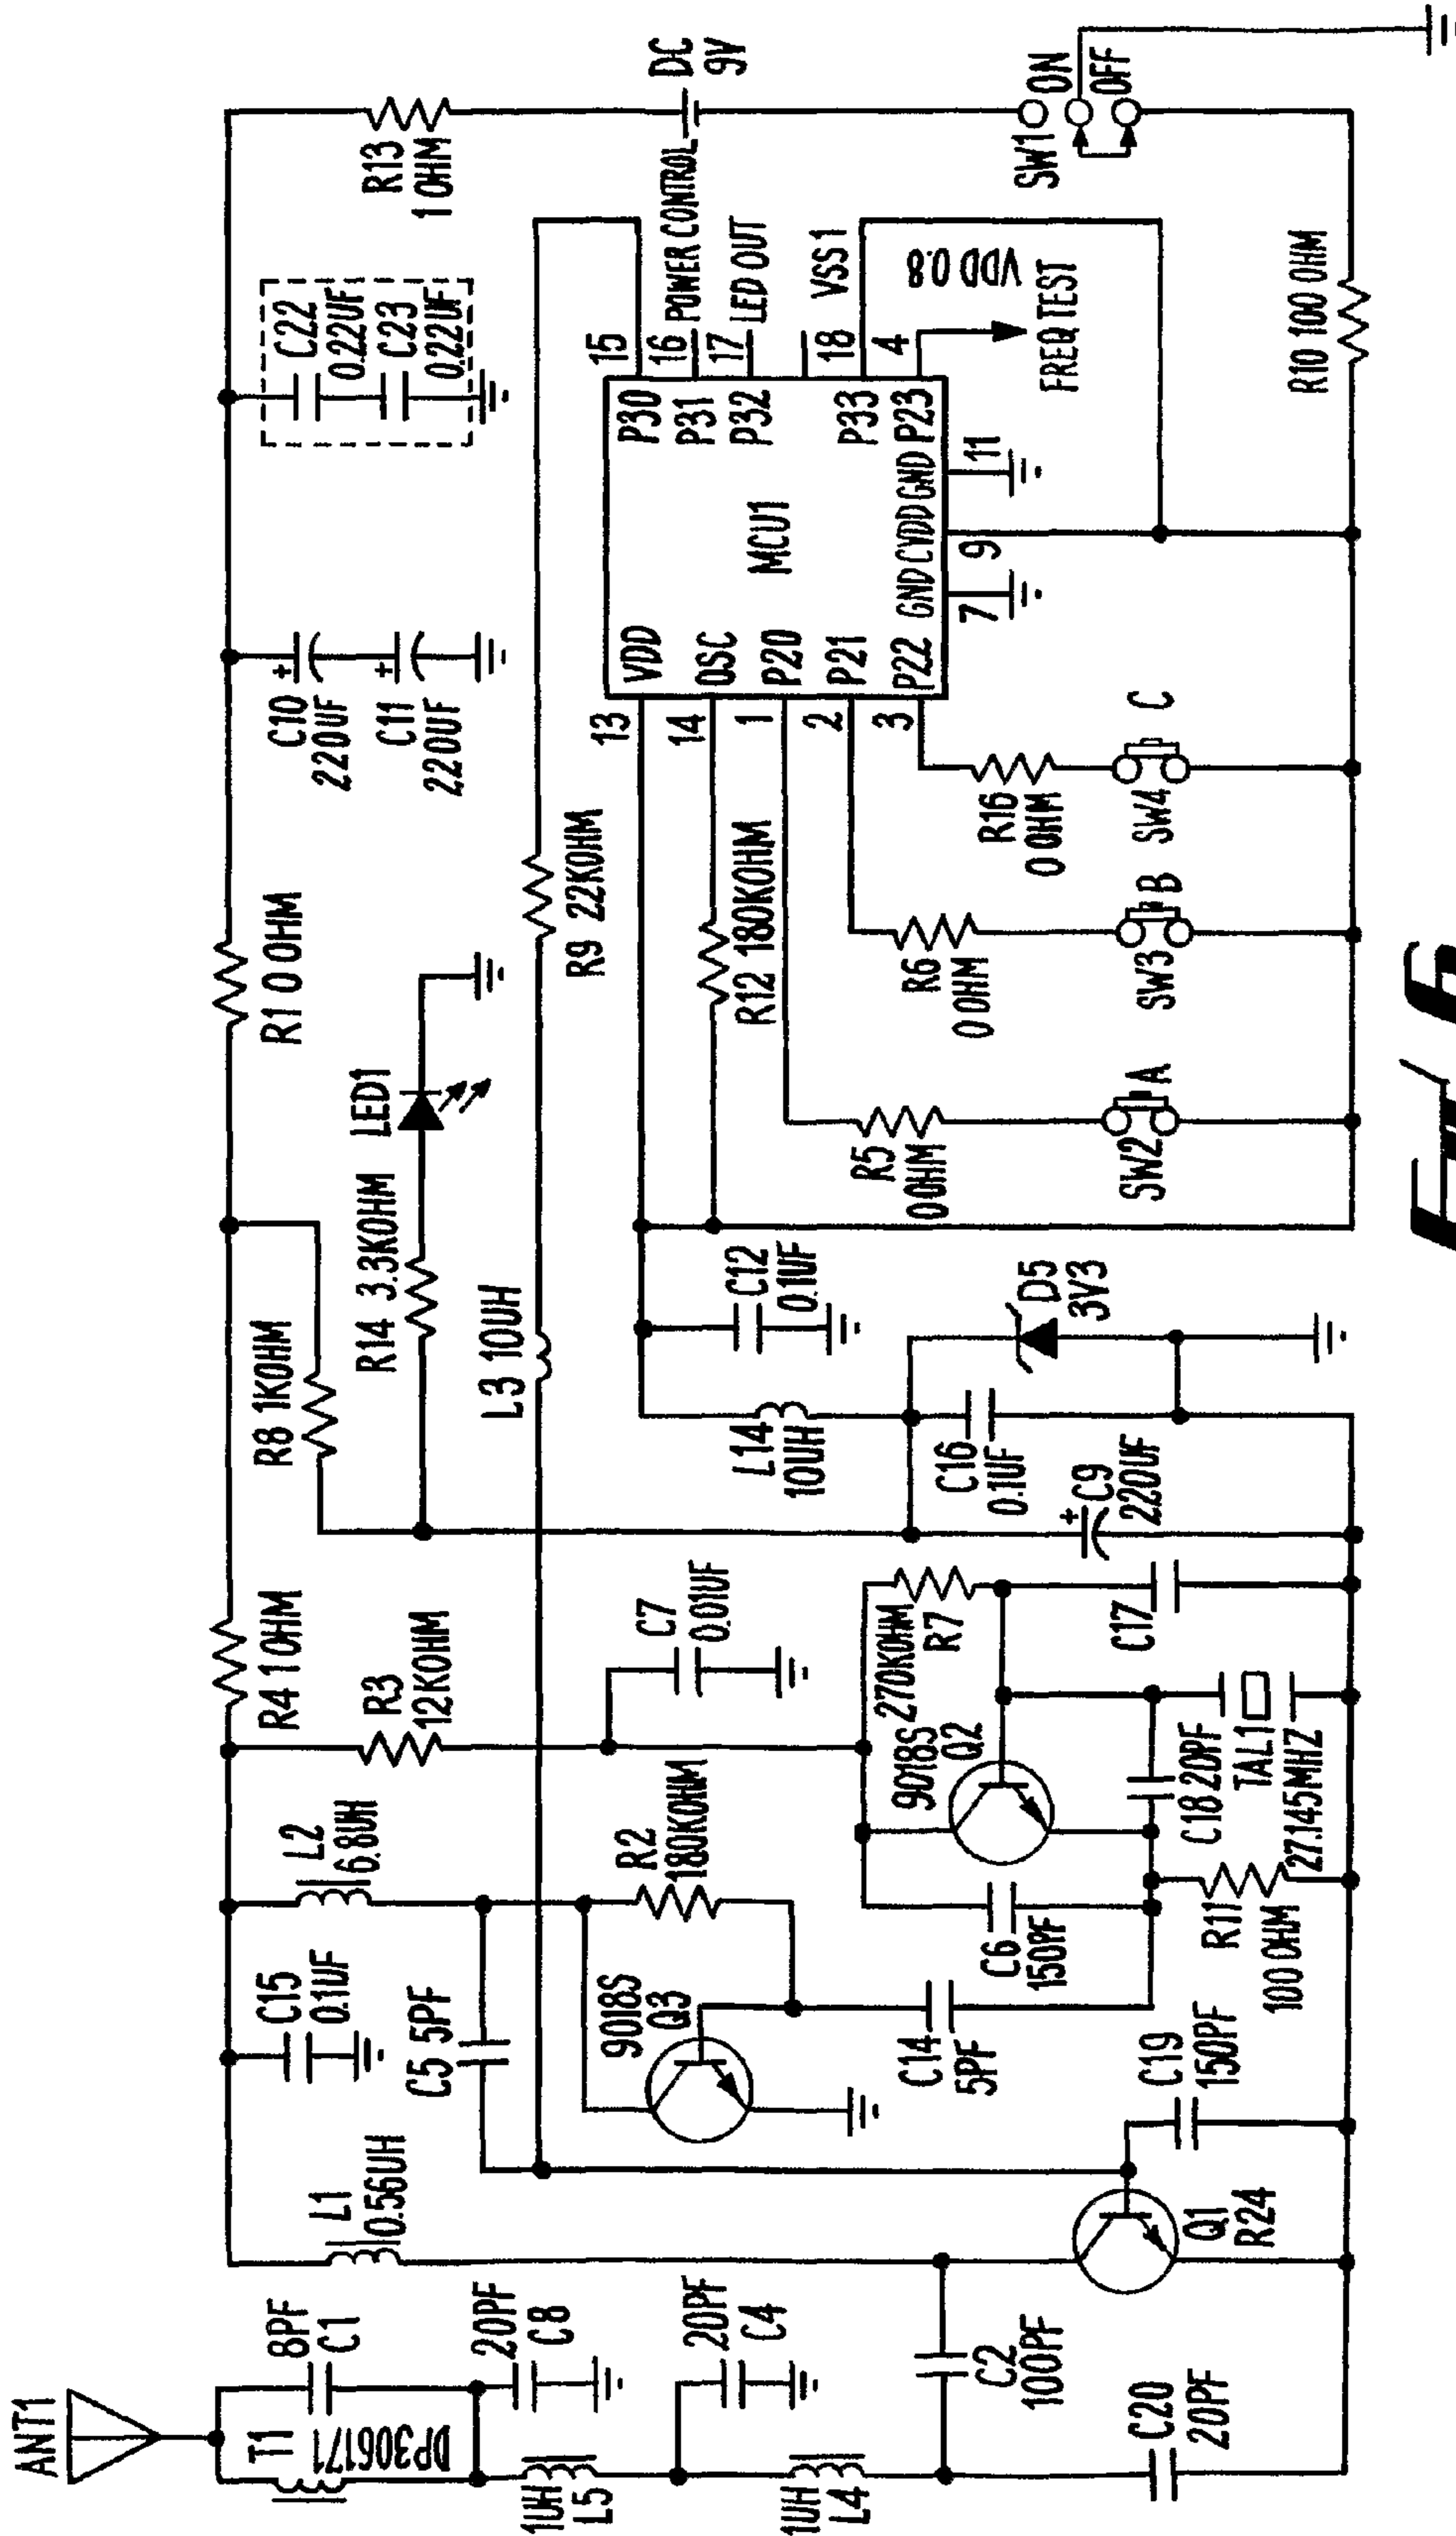 ANT1
8PF
C1
T1
DP306171
20PF
C8
1UH
L5
20PF
C4
1UH
L4
C2
100PF
C20
20PF
L1
0.56UH
C15
0.1UF
L2
6.8UH
C5 5PF
9018S
Q3
R2
180KOHM
C14
5PF
C19
150PF
Q1
R24
R4 1 OHM
R3
12KOHM
C7
0.01UF
270KOHM
R7
9018S
Q2
C6
150PF
R11
100 OHM
C18 20PF
TAL1
27.145MHZ
C17
R8 1KOHM
R14 3.3KOHM
LED1
L3 10UH
L14
10UH
C12
0.1UF
C16
0.1UF
D5
3V3
+
C9
220UF
R1 0 OHM
R9 22KOHM
R12 180KOHM
R5
0 OHM
SW2
A
R6
0 OHM
SW3
B
R16
0 OHM
SW4
C
+
C10
220UF
+
C11
220UF
C22
0.22UF
C23
0.22UF
R13
1 OHM
DC
9V
13
VDD
14
OSC
1
P20
2
P21
3
P22
MCU1
P30
15
P31
16
POWER CONTROL
P32
17
LED OUT
P33
18
VSS1
P23
4
VDD 0.8
FREQ TEST
GND
7
CVDD
9
GND
11
SW1
ON
OFF
R10 100 OHM